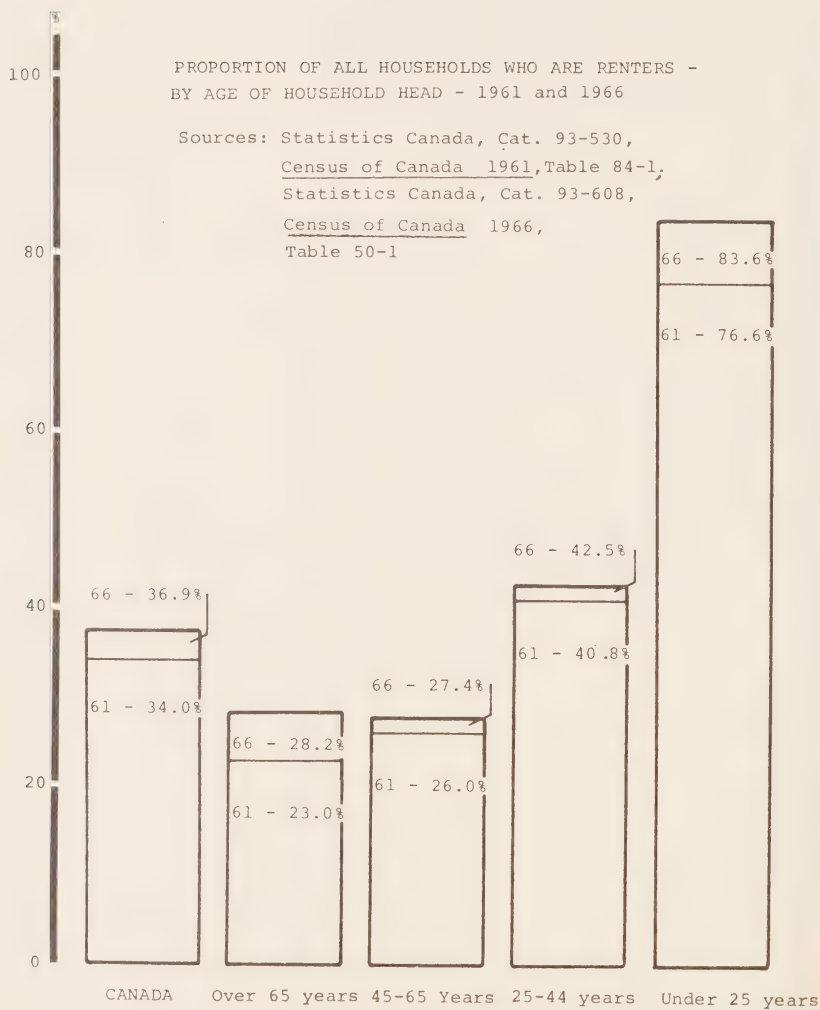 %
100
PROPORTION OF ALL HOUSEHOLDS WHO ARE RENTERS -
BY AGE OF HOUSEHOLD HEAD - 1961 and 1966
Sources: Statistics Canada, Cat. 93-530,
Census of Canada 1961, Table 84-1;
Statistics Canada, Cat. 93-608,
Census of Canada 1966,
Table 50-1
80
66 - 83.6%
61 - 76.6%
60
66 - 42.5%
66 - 36.9%
40
61 - 40.8%
66 - 27.4%
61 - 34.0%
66 - 28.2%
61 - 26.0%
20
61 - 23.0%
0
CANADA Over 65 years 45-65 Years 25-44 years Under 25 years